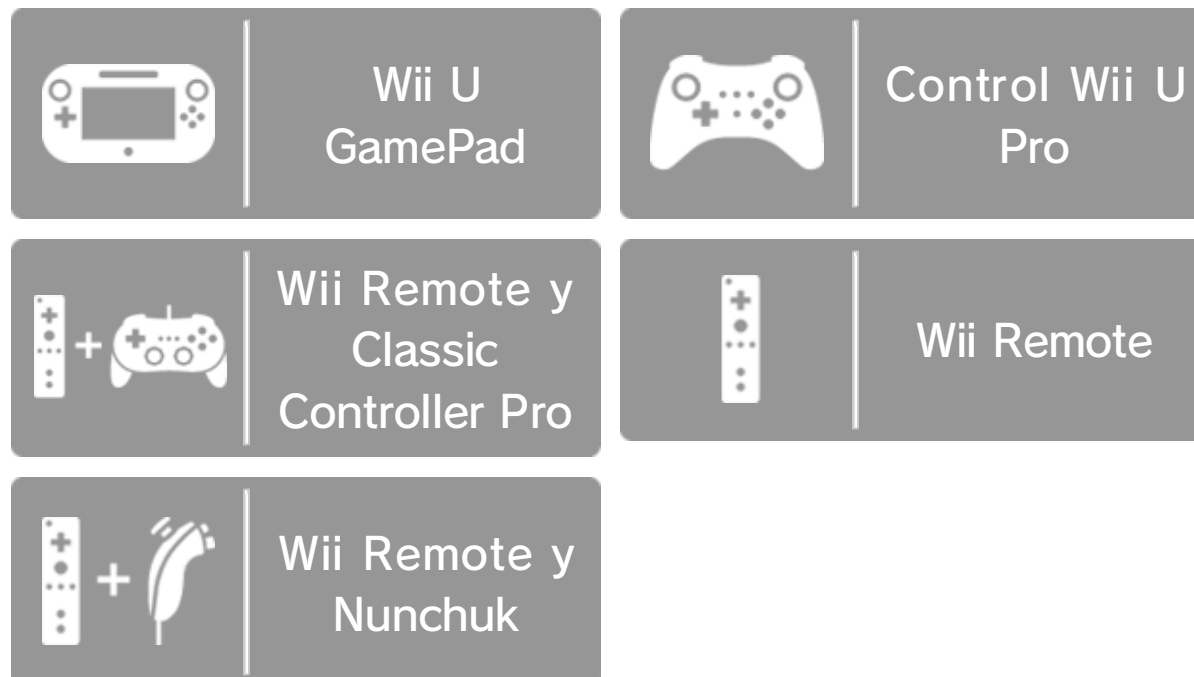 Wii U
GamePad
Control Wii U
Pro
Wii Remote y
Classic
Controller Pro
Wii Remote
Wii Remote y
Nunchuk